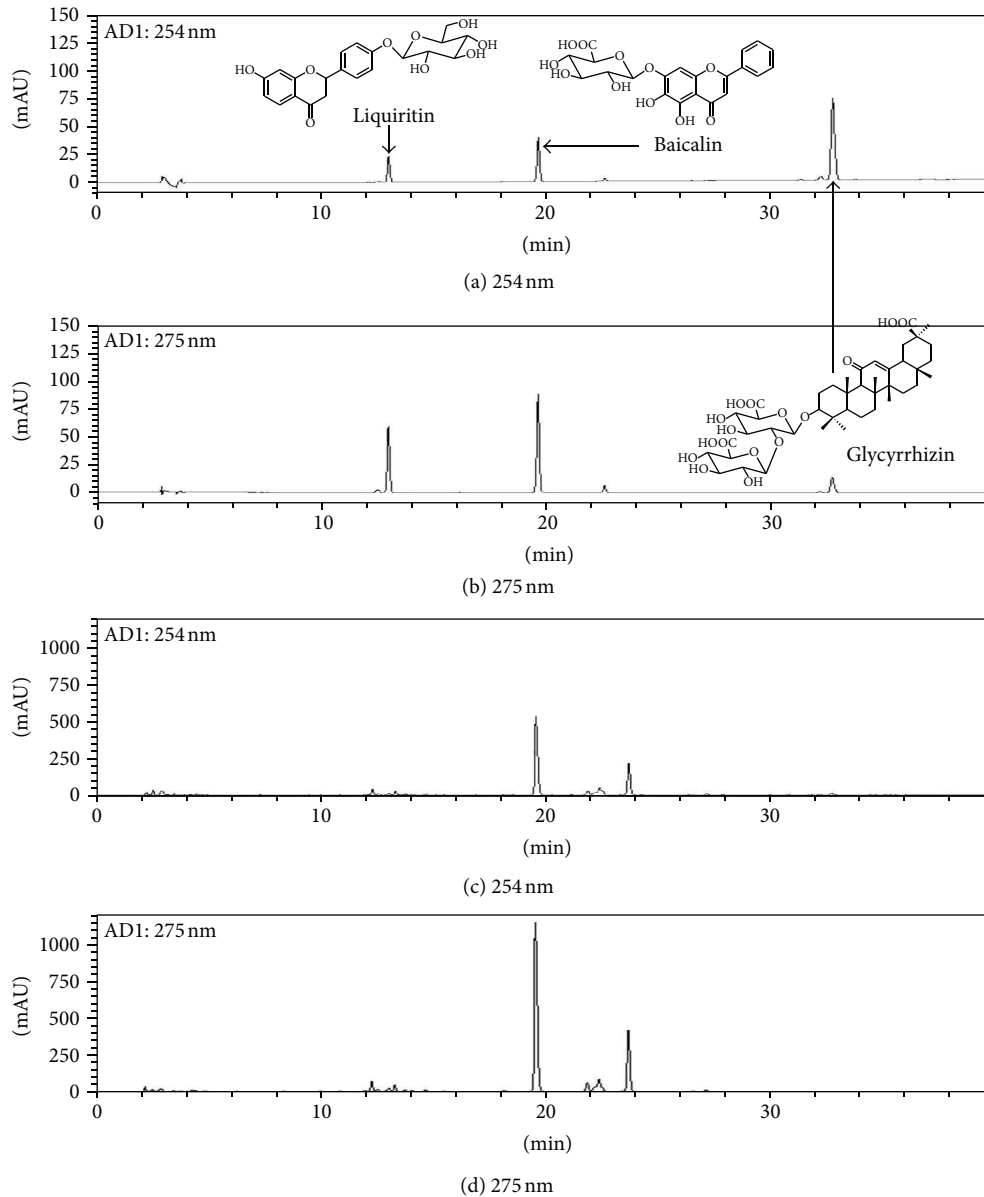 AD1: 254 nm
150
125
100
75
50
25
0
(mAU)
0 10 20 30
(min)
Liquiritin
HO
O
O
O
O
OH
OH
OH
HO
Baicalin
HOOC
HO
HO
OH
O
O
HO
OH
O
O
(a) 254 nm
AD1: 275 nm
150
125
100
75
50
25
0
(mAU)
0 10 20 30
(min)
HOOC
O
HOOC
HO
HO
O
O
O
O
HOOC
HO
HO
OH
O
Glycyrrhizin
(b) 275 nm
AD1: 254 nm
1000
750
500
250
0
(mAU)
0 10 20 30
(min)
(c) 254 nm
AD1: 275 nm
1000
750
500
250
0
(mAU)
0 10 20 30
(min)
(d) 275 nm